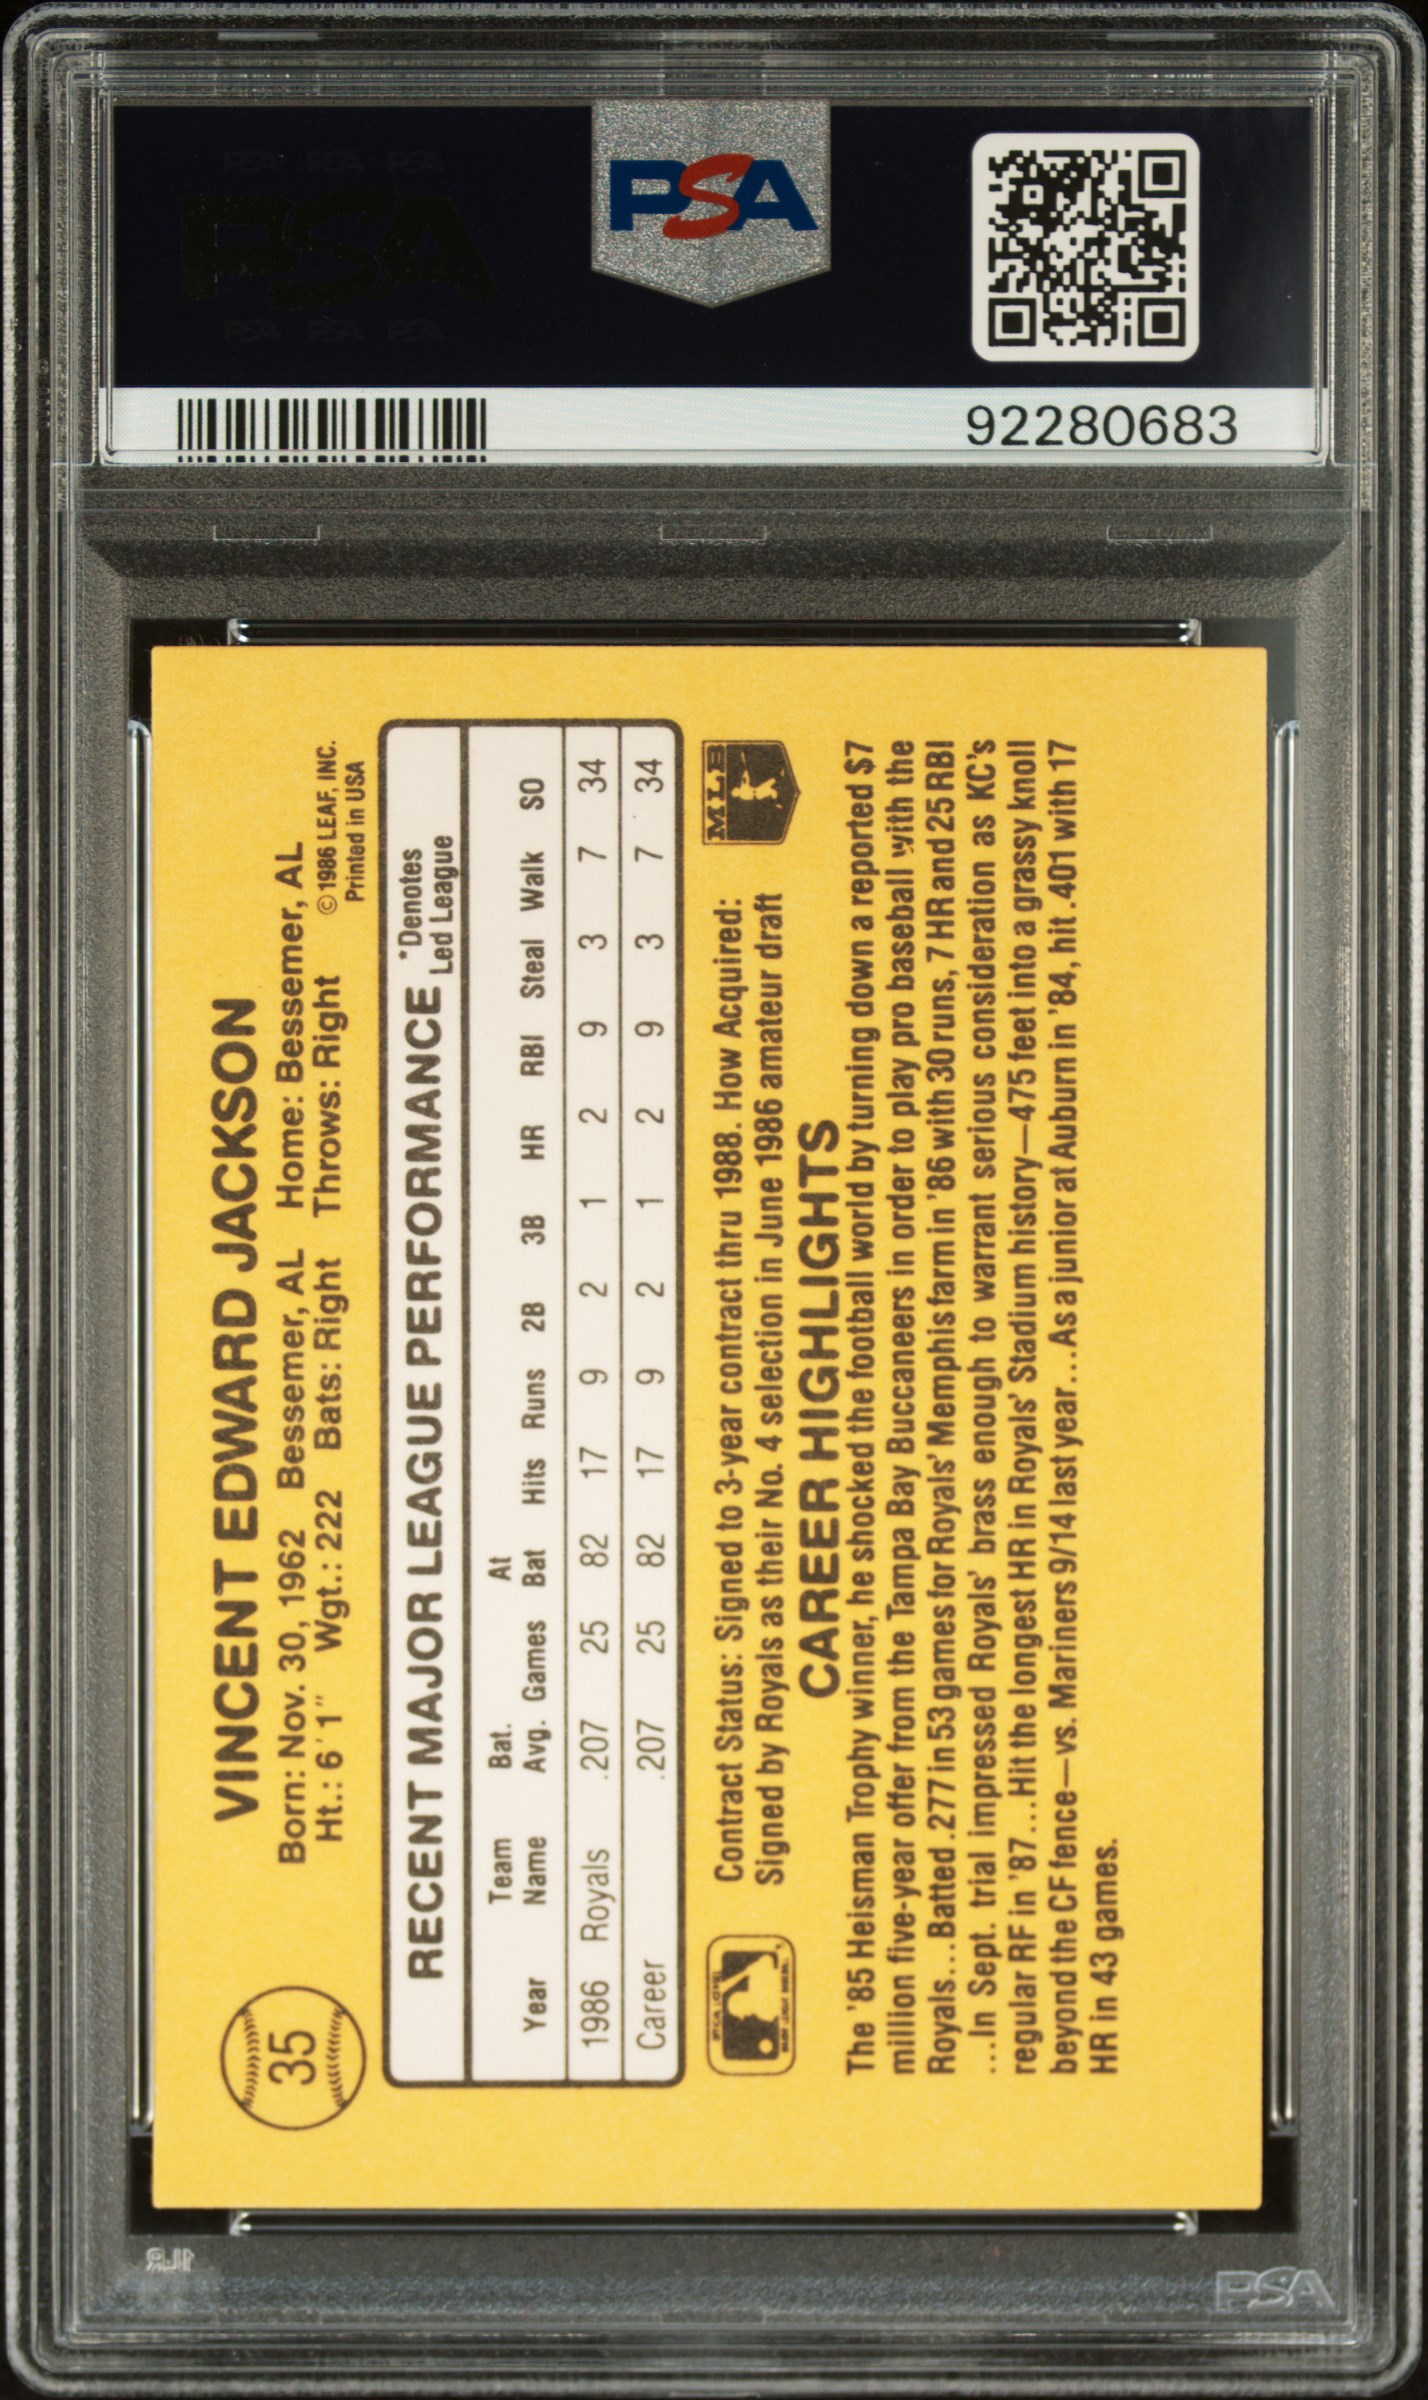 PSA
92280683
35
VINCENT EDWARD JACKSON
Born: Nov. 30, 1962 Bessemer, AL Home: Bessemer, AL
Ht.: 6'1" Wgt.: 222 Bats: Right Throws: Right
© 1986 LEAF, INC.
Printed in USA
RECENT MAJOR LEAGUE PERFORMANCE
*Denotes
Led League
Year Team Name Bat. Avg. Games At Bat Hits Runs 2B 3B HR RBI Steal Walk SO
1986 Royals .207 25 82 17 9 2 1 2 9 3 7 34
Career .207 25 82 17 9 2 1 2 9 3 7 34
Contract Status: Signed to 3-year contract thru 1988. How Acquired:
Signed by Royals as their No. 4 selection in June 1986 amateur draft
MLB
CAREER HIGHLIGHTS
The '85 Heisman Trophy winner, he shocked the football world by turning down a reported $7
million five-year offer from the Tampa Bay Buccaneers in order to play pro baseball with the
Royals...Batted .277 in 53 games for Royals' Memphis farm in '86 with 30 runs, 7 HR and 25 RBI
...In Sept. trial impressed Royals' brass enough to warrant serious consideration as KC's
regular RF in '87...Hit the longest HR in Royals' Stadium history—475 feet into a grassy knoll
beyond the CF fence—vs. Mariners 9/14 last year...As a junior at Auburn in '84, hit .401 with 17
HR in 43 games.
PSA